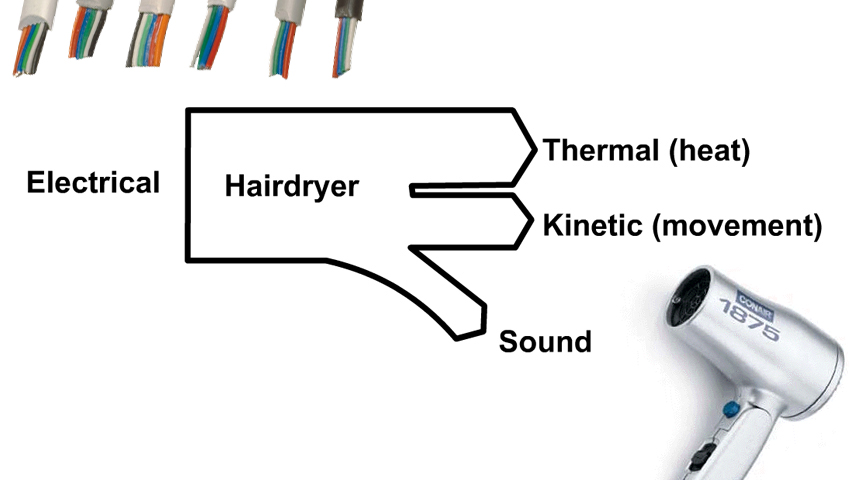 Thermal (heat)
Electrical
Hairdryer
Kinetic (movement)
Sound
CONAIR
1875